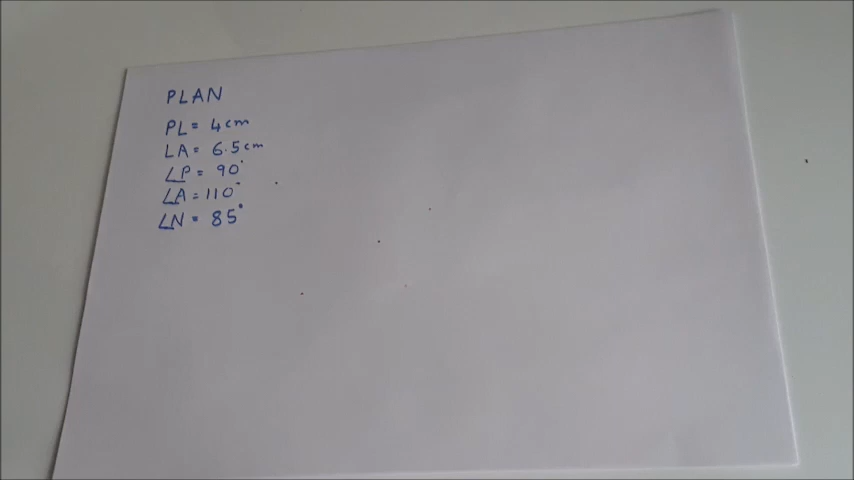 PLAN
PL = 4cm
LA = 6.5cm
∠P = 90°
∠A = 110°
∠N = 85°